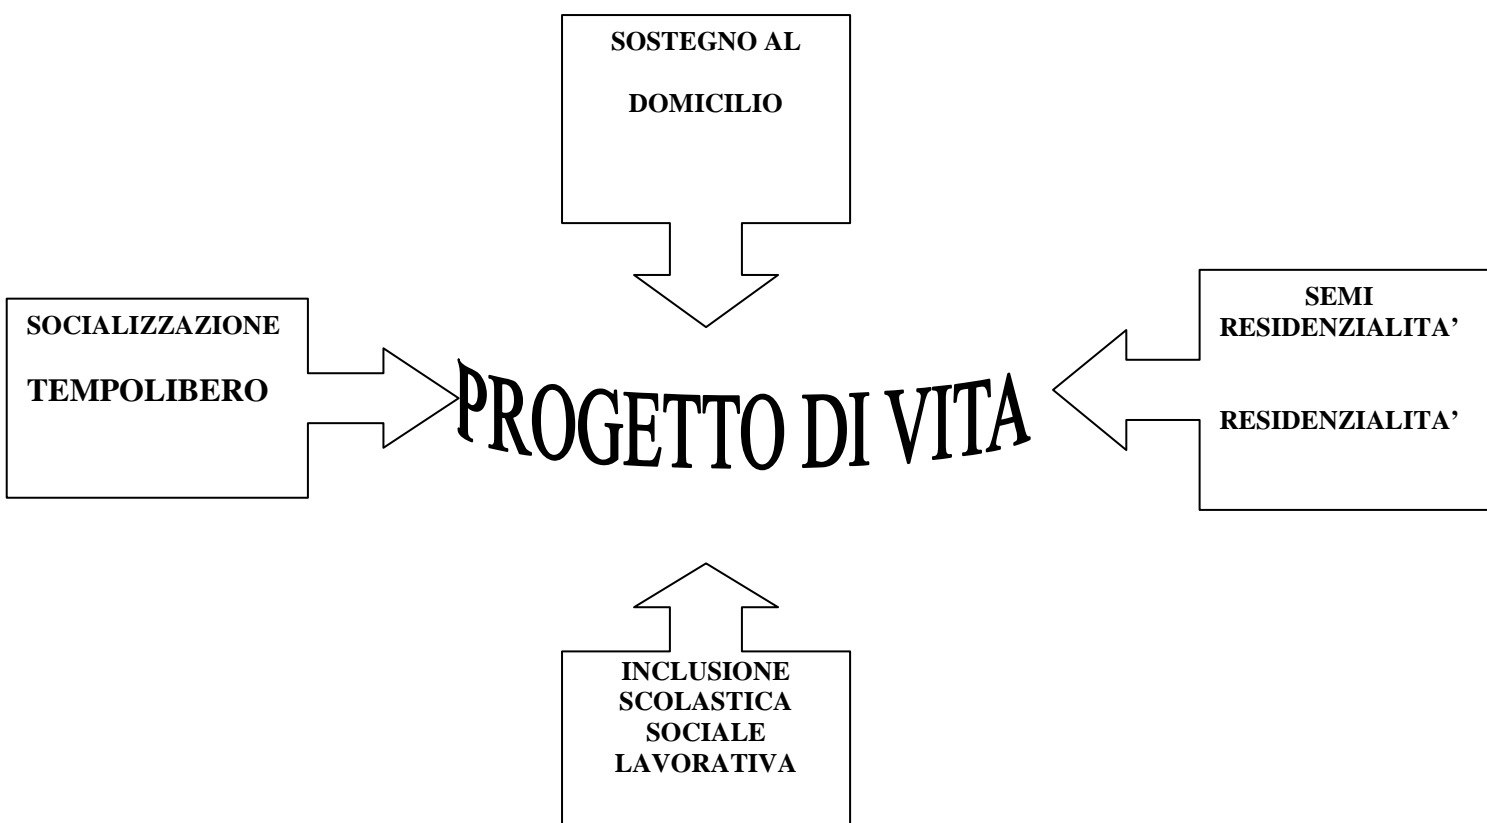 SOSTEGNO AL
DOMICILIO
SOCIALIZZAZIONE
TEMPOLIBERO
PROGETTO DI VITA
SEMI
RESIDENZIALITA’
RESIDENZIALITA’
INCLUSIONE
SCOLASTICA
SOCIALE
LAVORATIVA